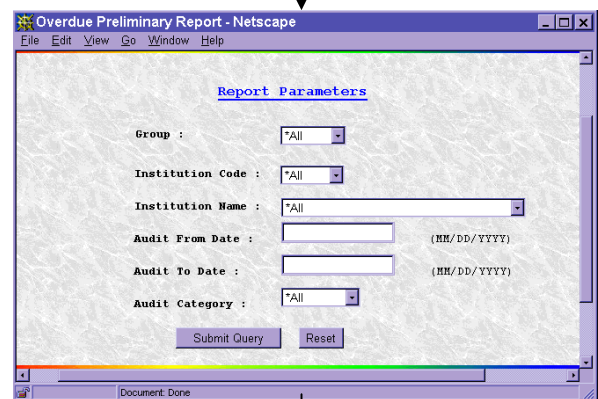 Overdue Preliminary Report - Netscape
File Edit View Go Window Help
Report Parameters
Group : *All
Institution Code : *All
Institution Name : *All
Audit From Date : (MM/DD/YYYY)
Audit To Date : (MM/DD/YYYY)
Audit Category : *All
Submit Query Reset
Document: Done